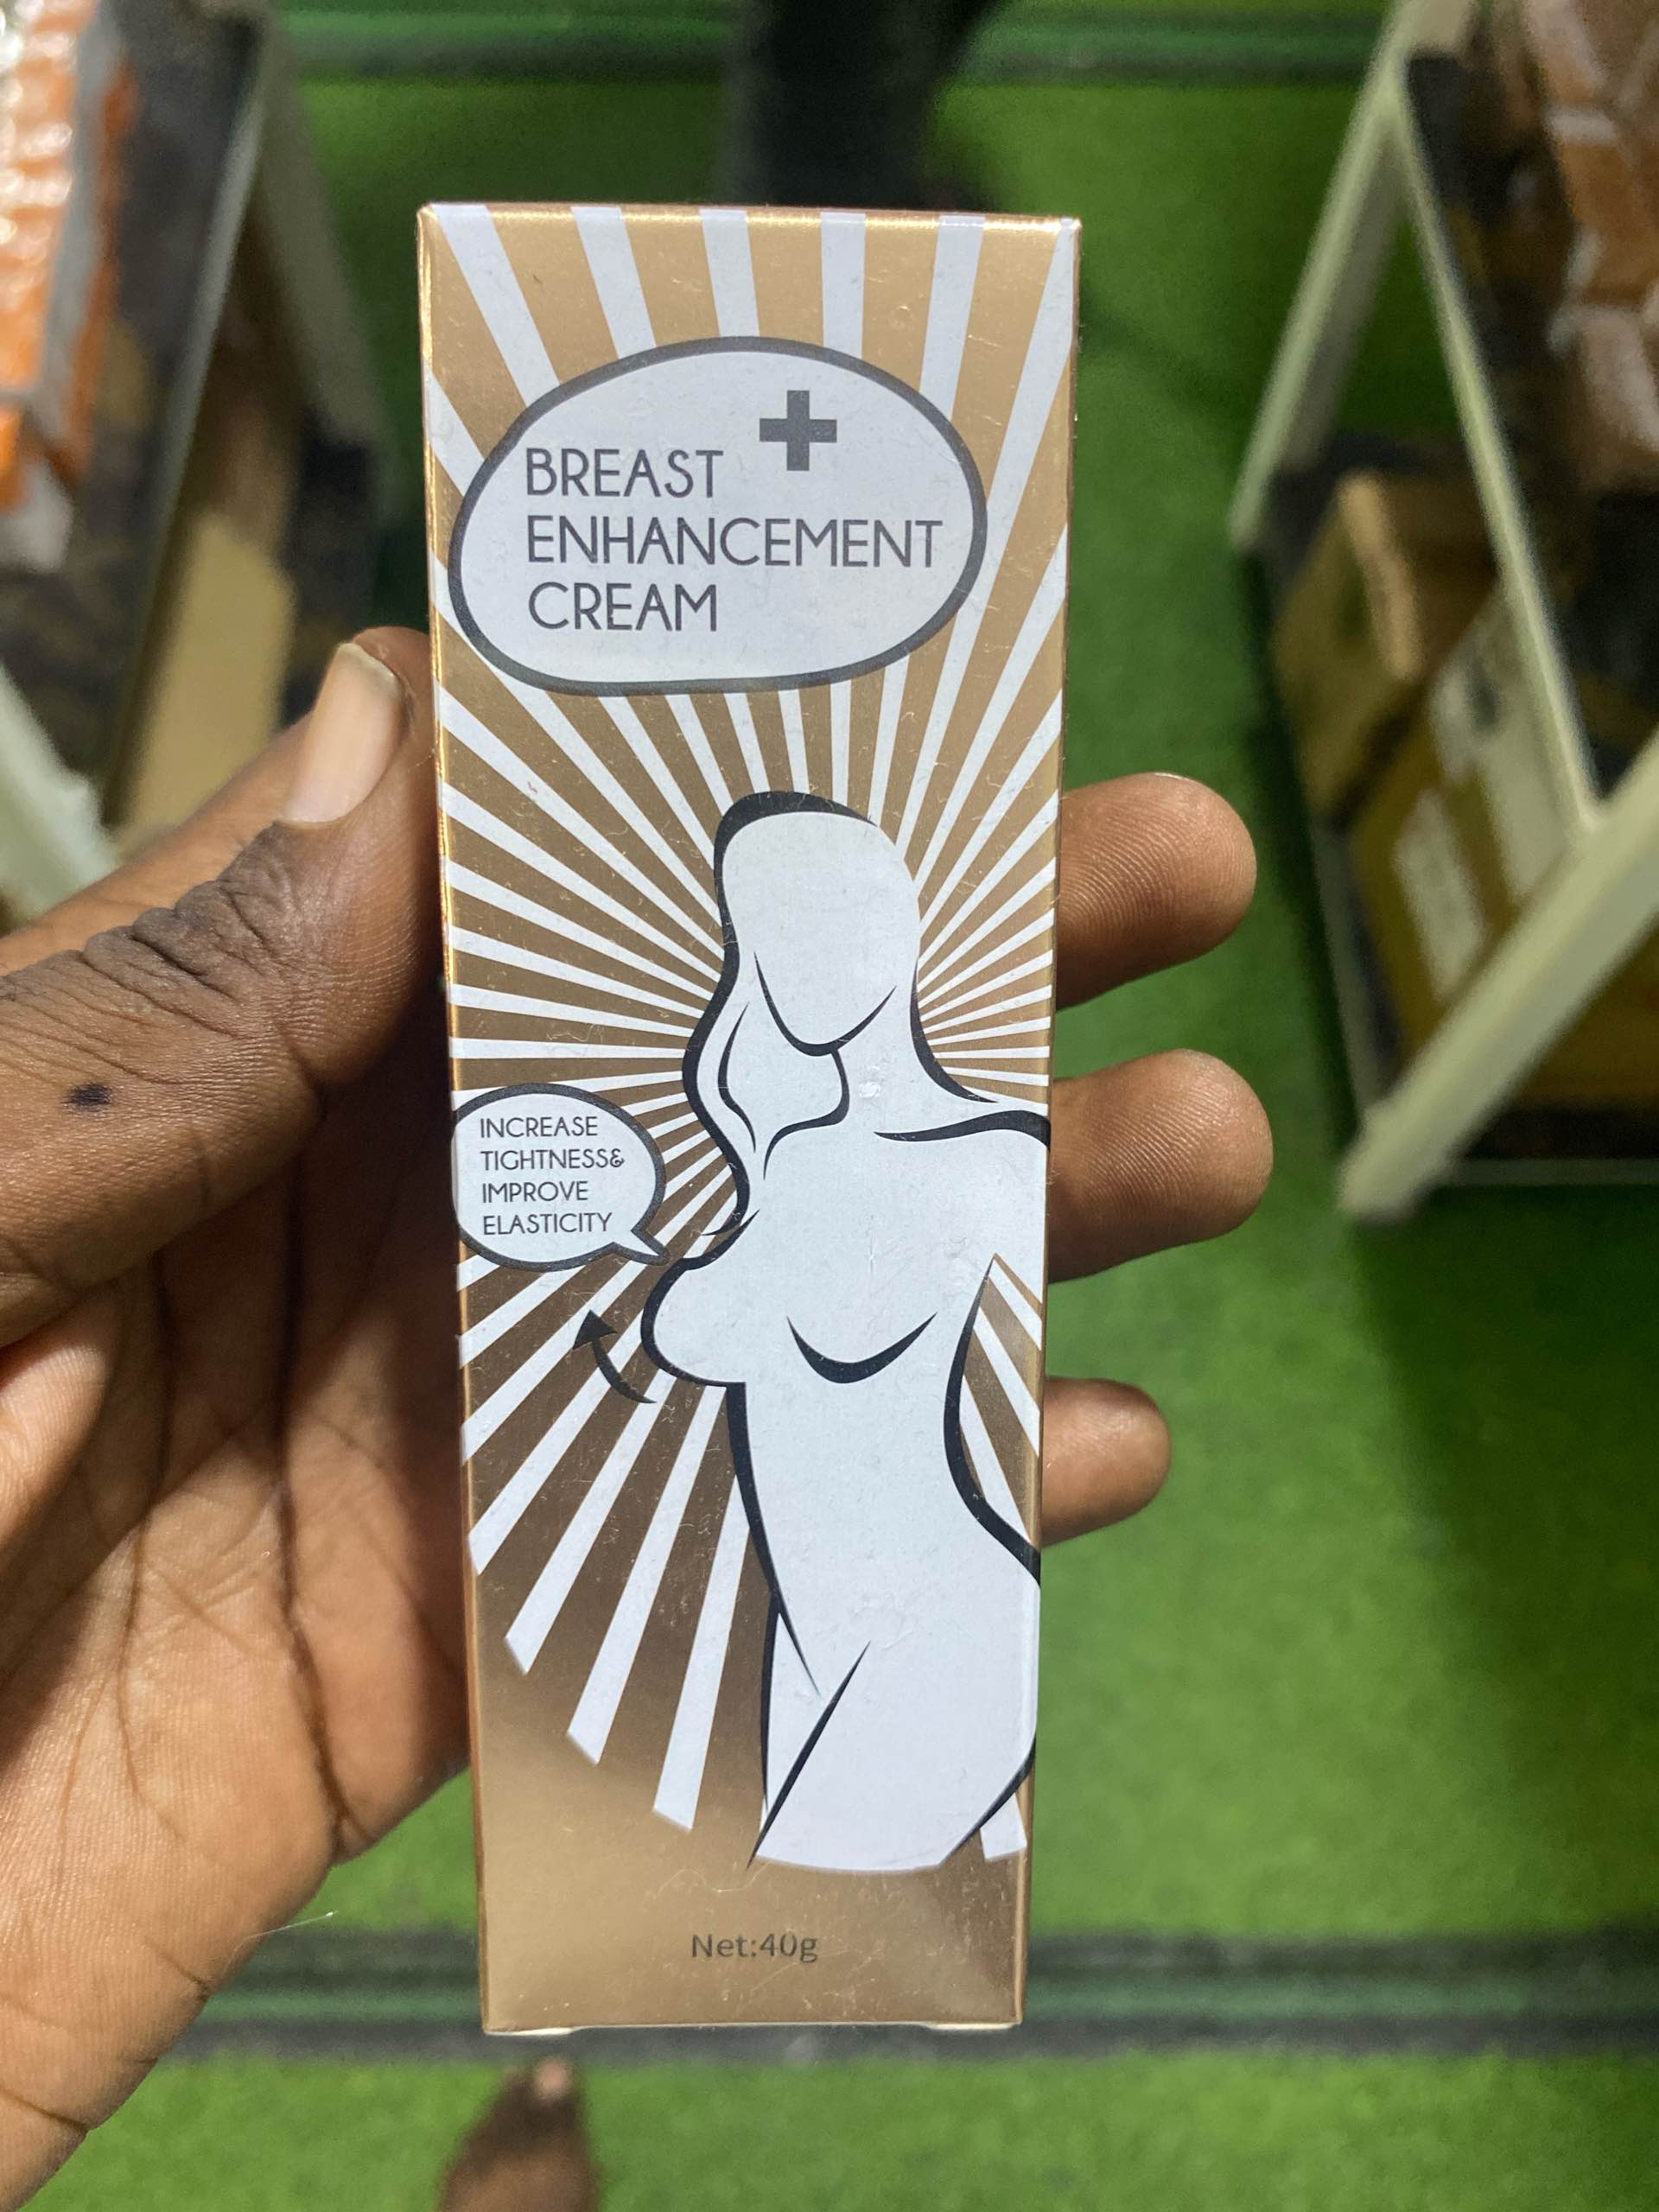 BREAST
ENHANCEMENT
CREAM
INCREASE
TIGHTNESS&
IMPROVE
ELASTICITY
Net:40g